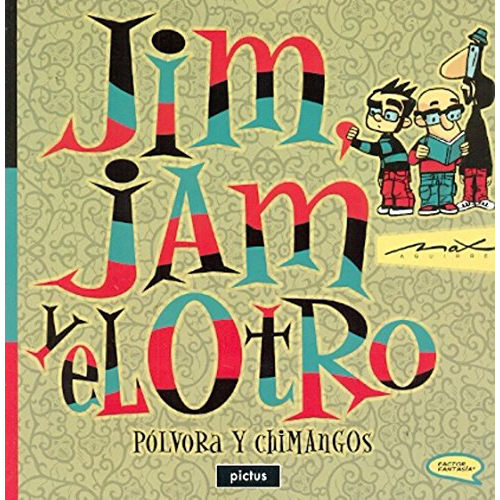 Jim,
JAM
y eL OtRO
Max
AGUIRRE
PÓLVORA Y CHIMANGOS
pictus
FACTOR
FANTASÍA